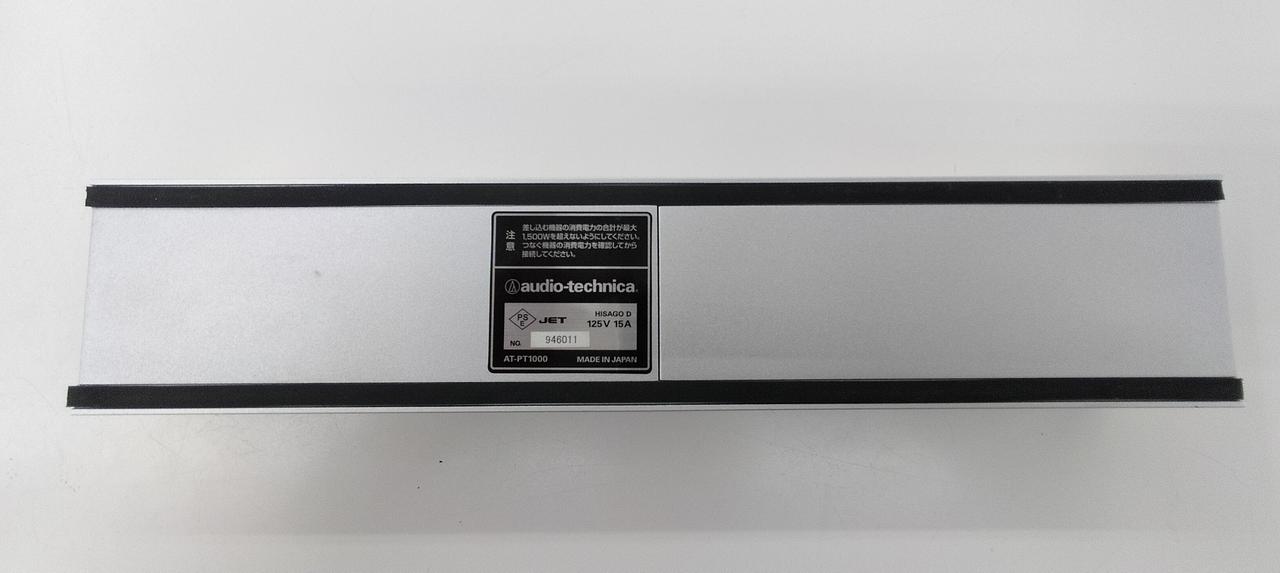 注意
差し込む機器の消費電力の合計が最大
1,500Wを超えないようにしてください。
つなぐ機器の消費電力を確認してから
接続してください。
audio-technica
PS
E
JET
HISAGO D
125V 15A
NO. 946011
AT-PT1000 MADE IN JAPAN